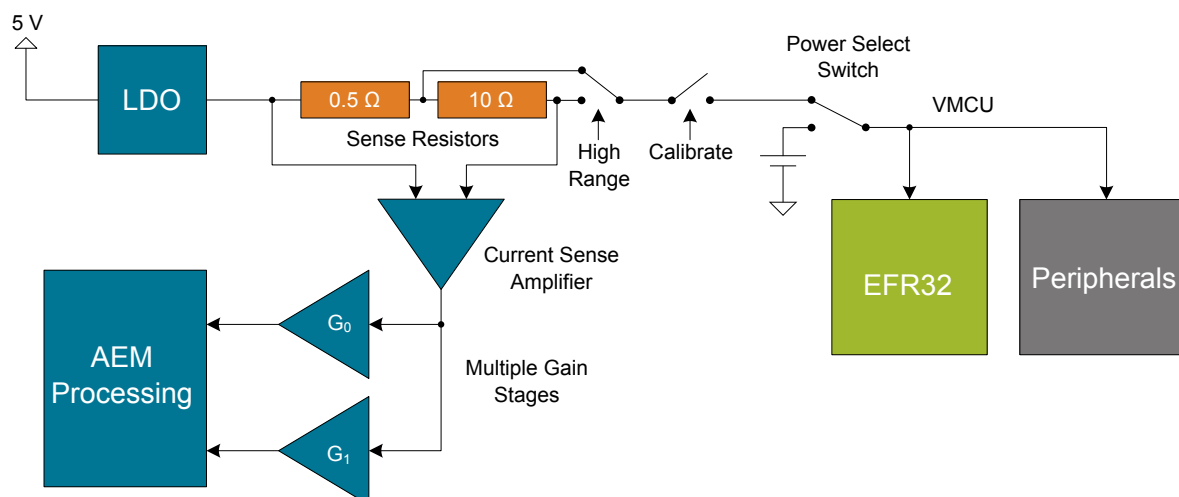 5 V
LDO
0.5 Ω
10 Ω
Sense Resistors
High
Range
Calibrate
Power Select
Switch
VMCU
Current Sense
Amplifier
EFR32
Peripherals
AEM
Processing
G0
G1
Multiple Gain
Stages